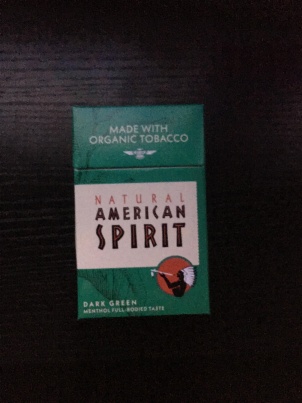 MADE WITH
ORGANIC TOBACCO
NATURAL
AMERICAN
SPIRIT
DARK GREEN
MENTHOL FULL-BODIED TASTE